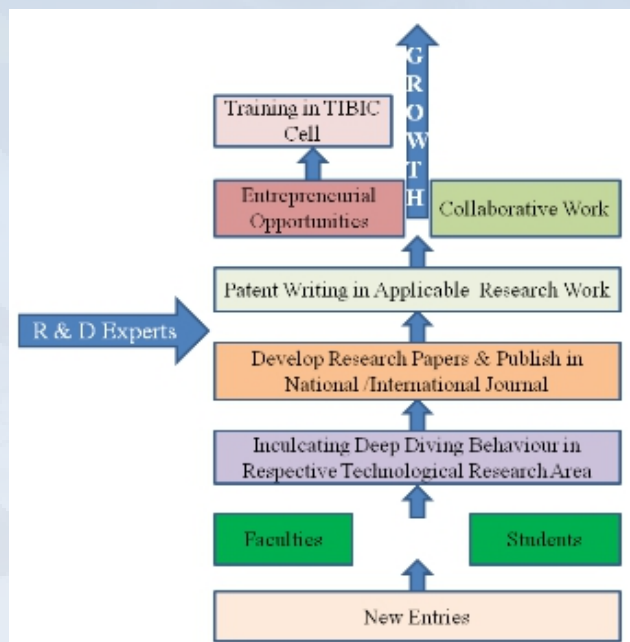 GROWTH
Training in TIBIC
Cell
Entrepreneurial
Opportunities
Collaborative Work
Patent Writing in Applicable Research Work
R & D Experts
Develop Research Papers & Publish in
National /International Journal
Inculcating Deep Diving Behaviour in
Respective Technological Research Area
Faculties
Students
New Entries